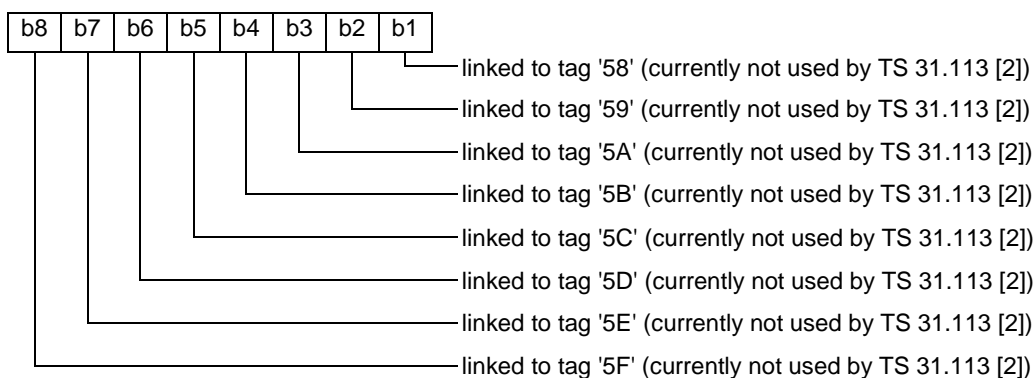 b8 b7 b6 b5 b4 b3 b2 b1
linked to tag '58' (currently not used by TS 31.113 [2])
linked to tag '59' (currently not used by TS 31.113 [2])
linked to tag '5A' (currently not used by TS 31.113 [2])
linked to tag '5B' (currently not used by TS 31.113 [2])
linked to tag '5C' (currently not used by TS 31.113 [2])
linked to tag '5D' (currently not used by TS 31.113 [2])
linked to tag '5E' (currently not used by TS 31.113 [2])
linked to tag '5F' (currently not used by TS 31.113 [2])